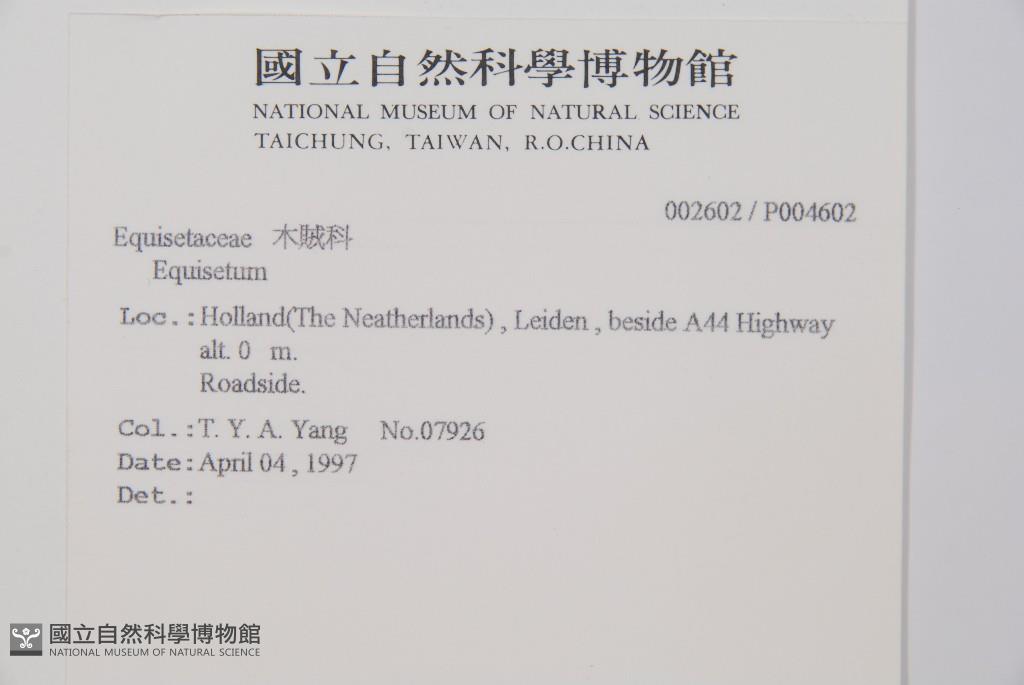 國立自然科學博物館
NATIONAL MUSEUM OF NATURAL SCIENCE
TAICHUNG, TAIWAN, R.O.CHINA
002602 / P004602
Equisetaceae 木賊科
Equisetum
Loc.: Holland(The Neatherlands) , Leiden , beside A44 Highway
alt. 0 m.
Roadside.
Col.: T. Y. A. Yang No.07926
Date: April 04 , 1997
Det.:
國立自然科學博物館
NATIONAL MUSEUM OF NATURAL SCIENCE